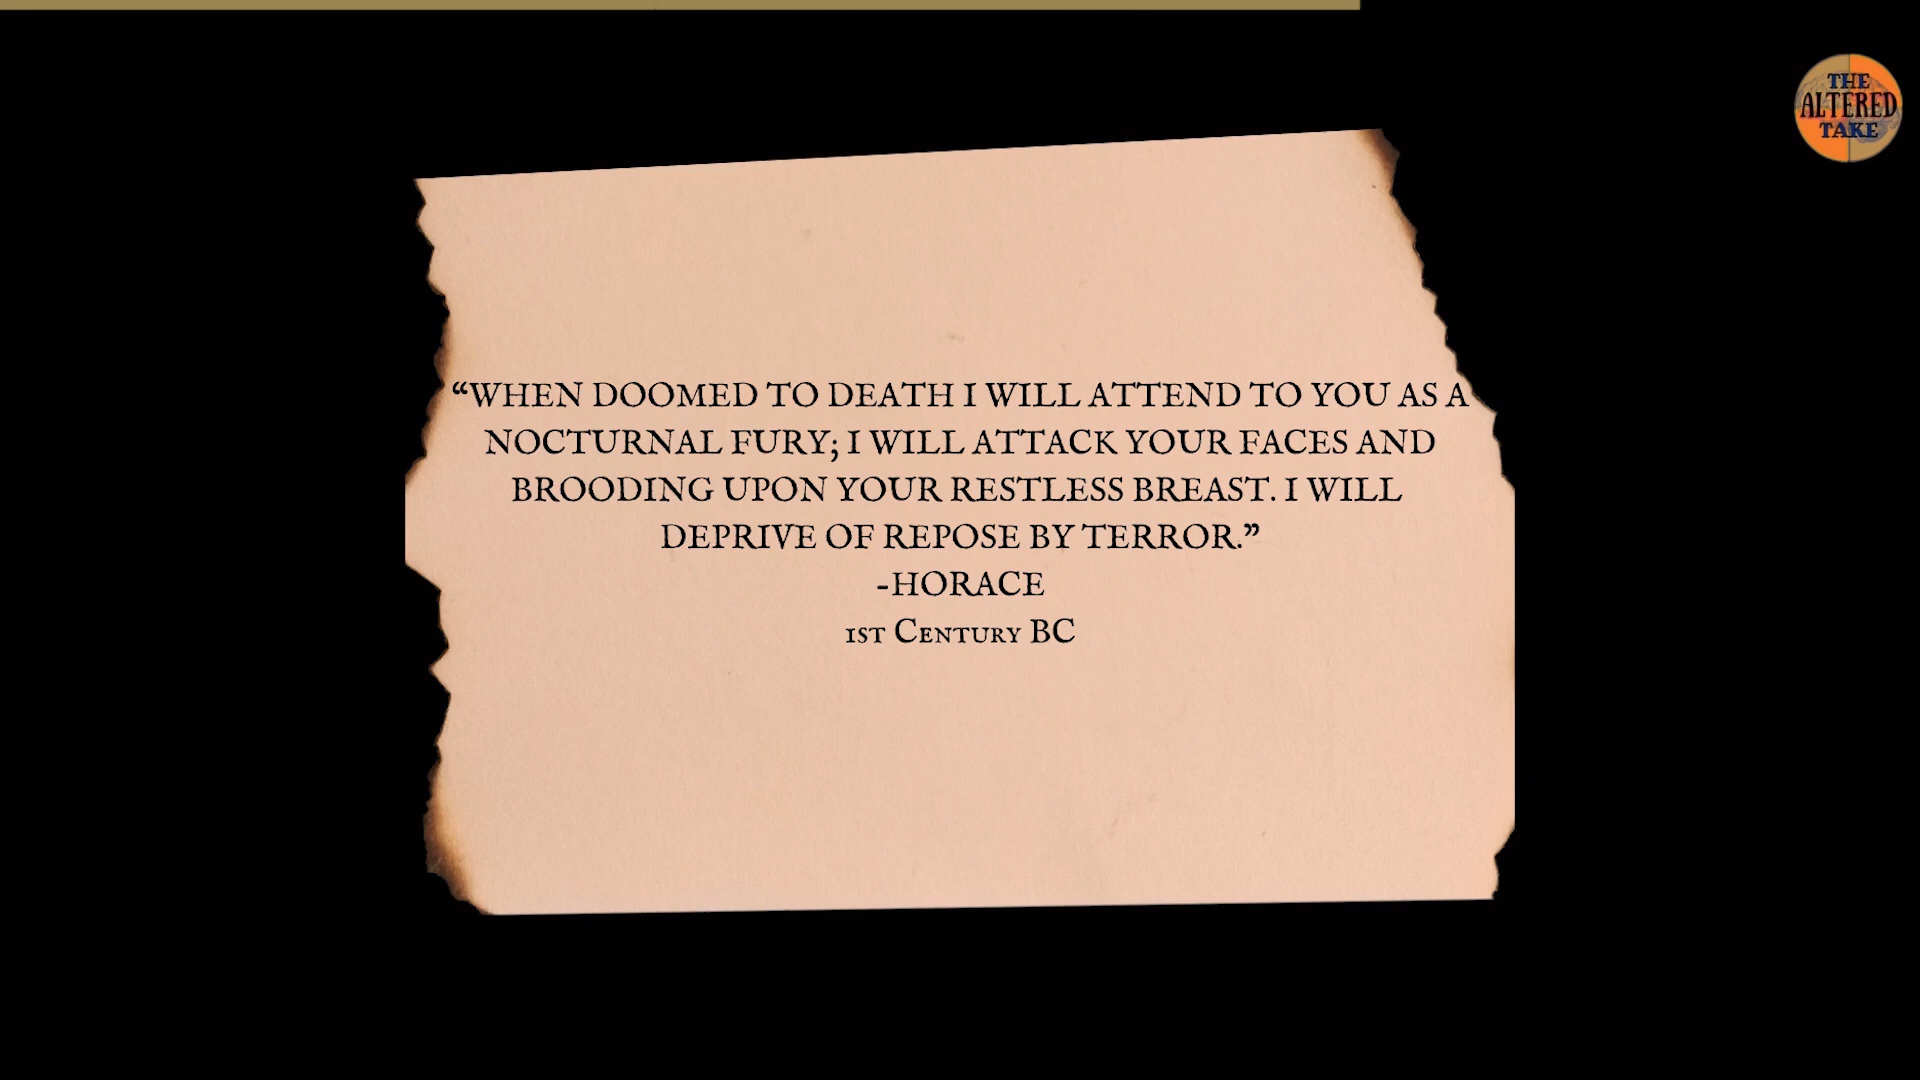 THE
ALTERED
TAKE
“WHEN DOOMED TO DEATH I WILL ATTEND TO YOU AS A
NOCTURNAL FURY; I WILL ATTACK YOUR FACES AND
BROODING UPON YOUR RESTLESS BREAST. I WILL
DEPRIVE OF REPOSE BY TERROR.”
-HORACE
1ST CENTURY BC